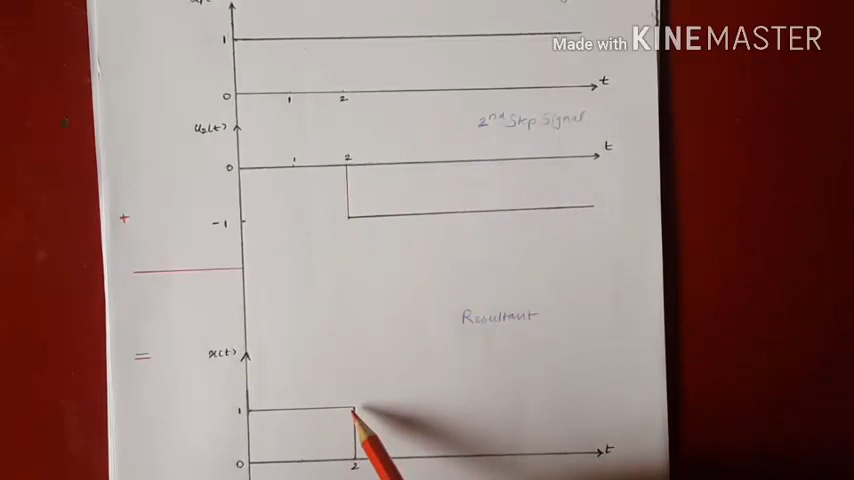 Made with KINEMASTER
1
0 1 2 t
u₂(t) 2nd Step Signal
0 1 2 t
+
-1
Resultant
= x(t)
1
0 2 t